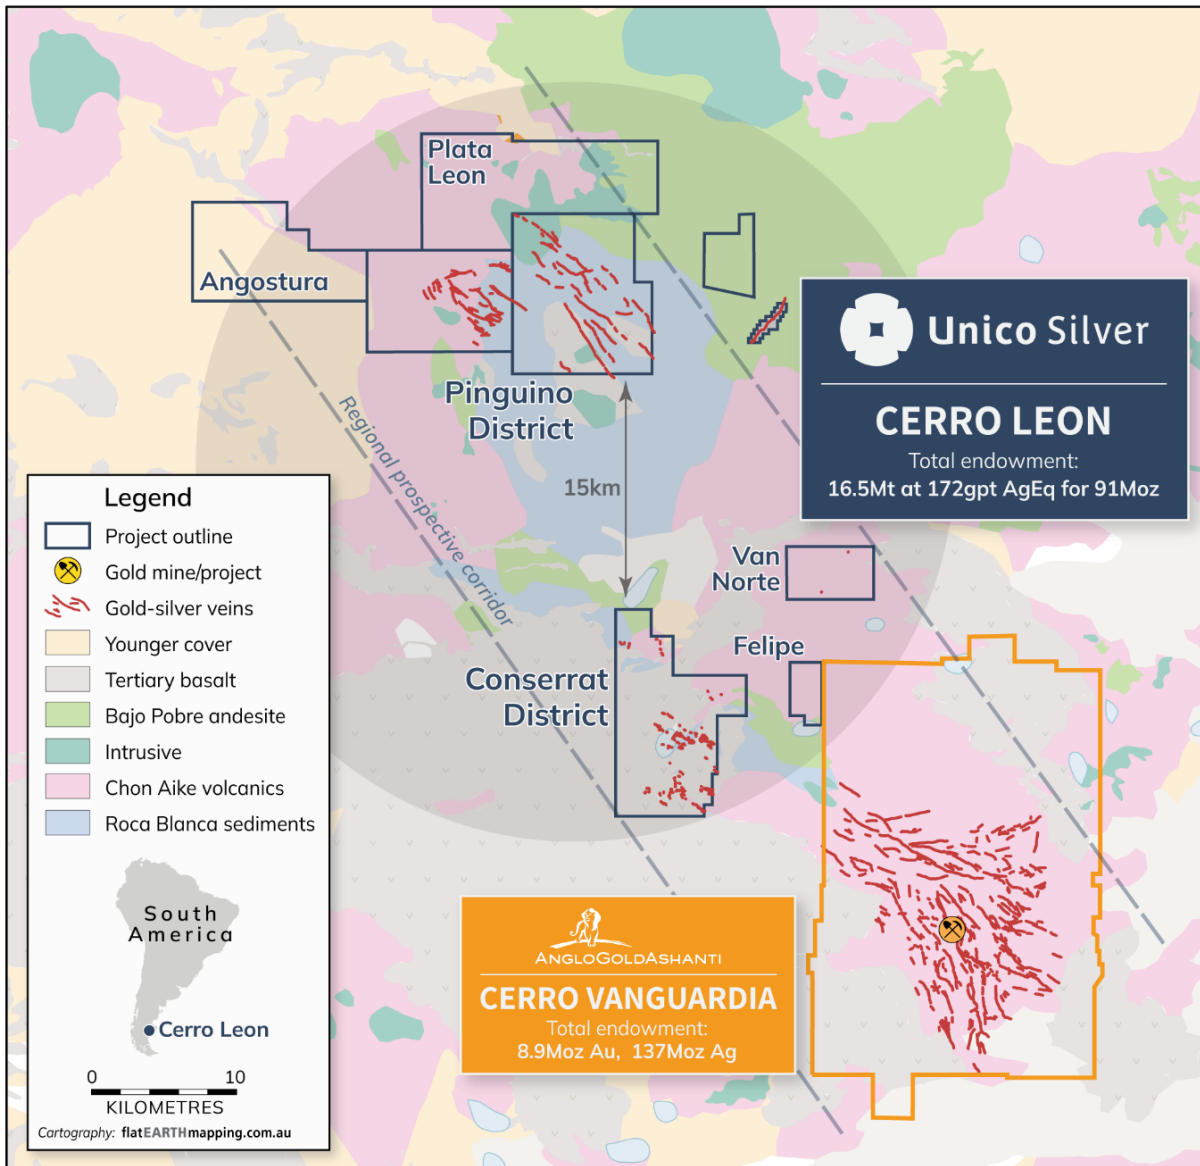 Plata
Leon
Angostura
Pinguino
District
Regional prospective corridor
15km
Unico Silver
CERRO LEON
Total endowment:
16.5Mt at 172gpt AgEq for 91Moz
Van
Norte
Felipe
Conserrat
District
Legend
Project outline
Gold mine/project
Gold-silver veins
Younger cover
Tertiary basalt
Bajo Pobre andesite
Intrusive
Chon Aike volcanics
Roca Blanca sediments
South
America
Cerro Leon
0 10
KILOMETRES
Cartography: flatEARTHmapping.com.au
ANGLOGOLDASHANTI
CERRO VANGUARDIA
Total endowment:
8.9Moz Au, 137Moz Ag